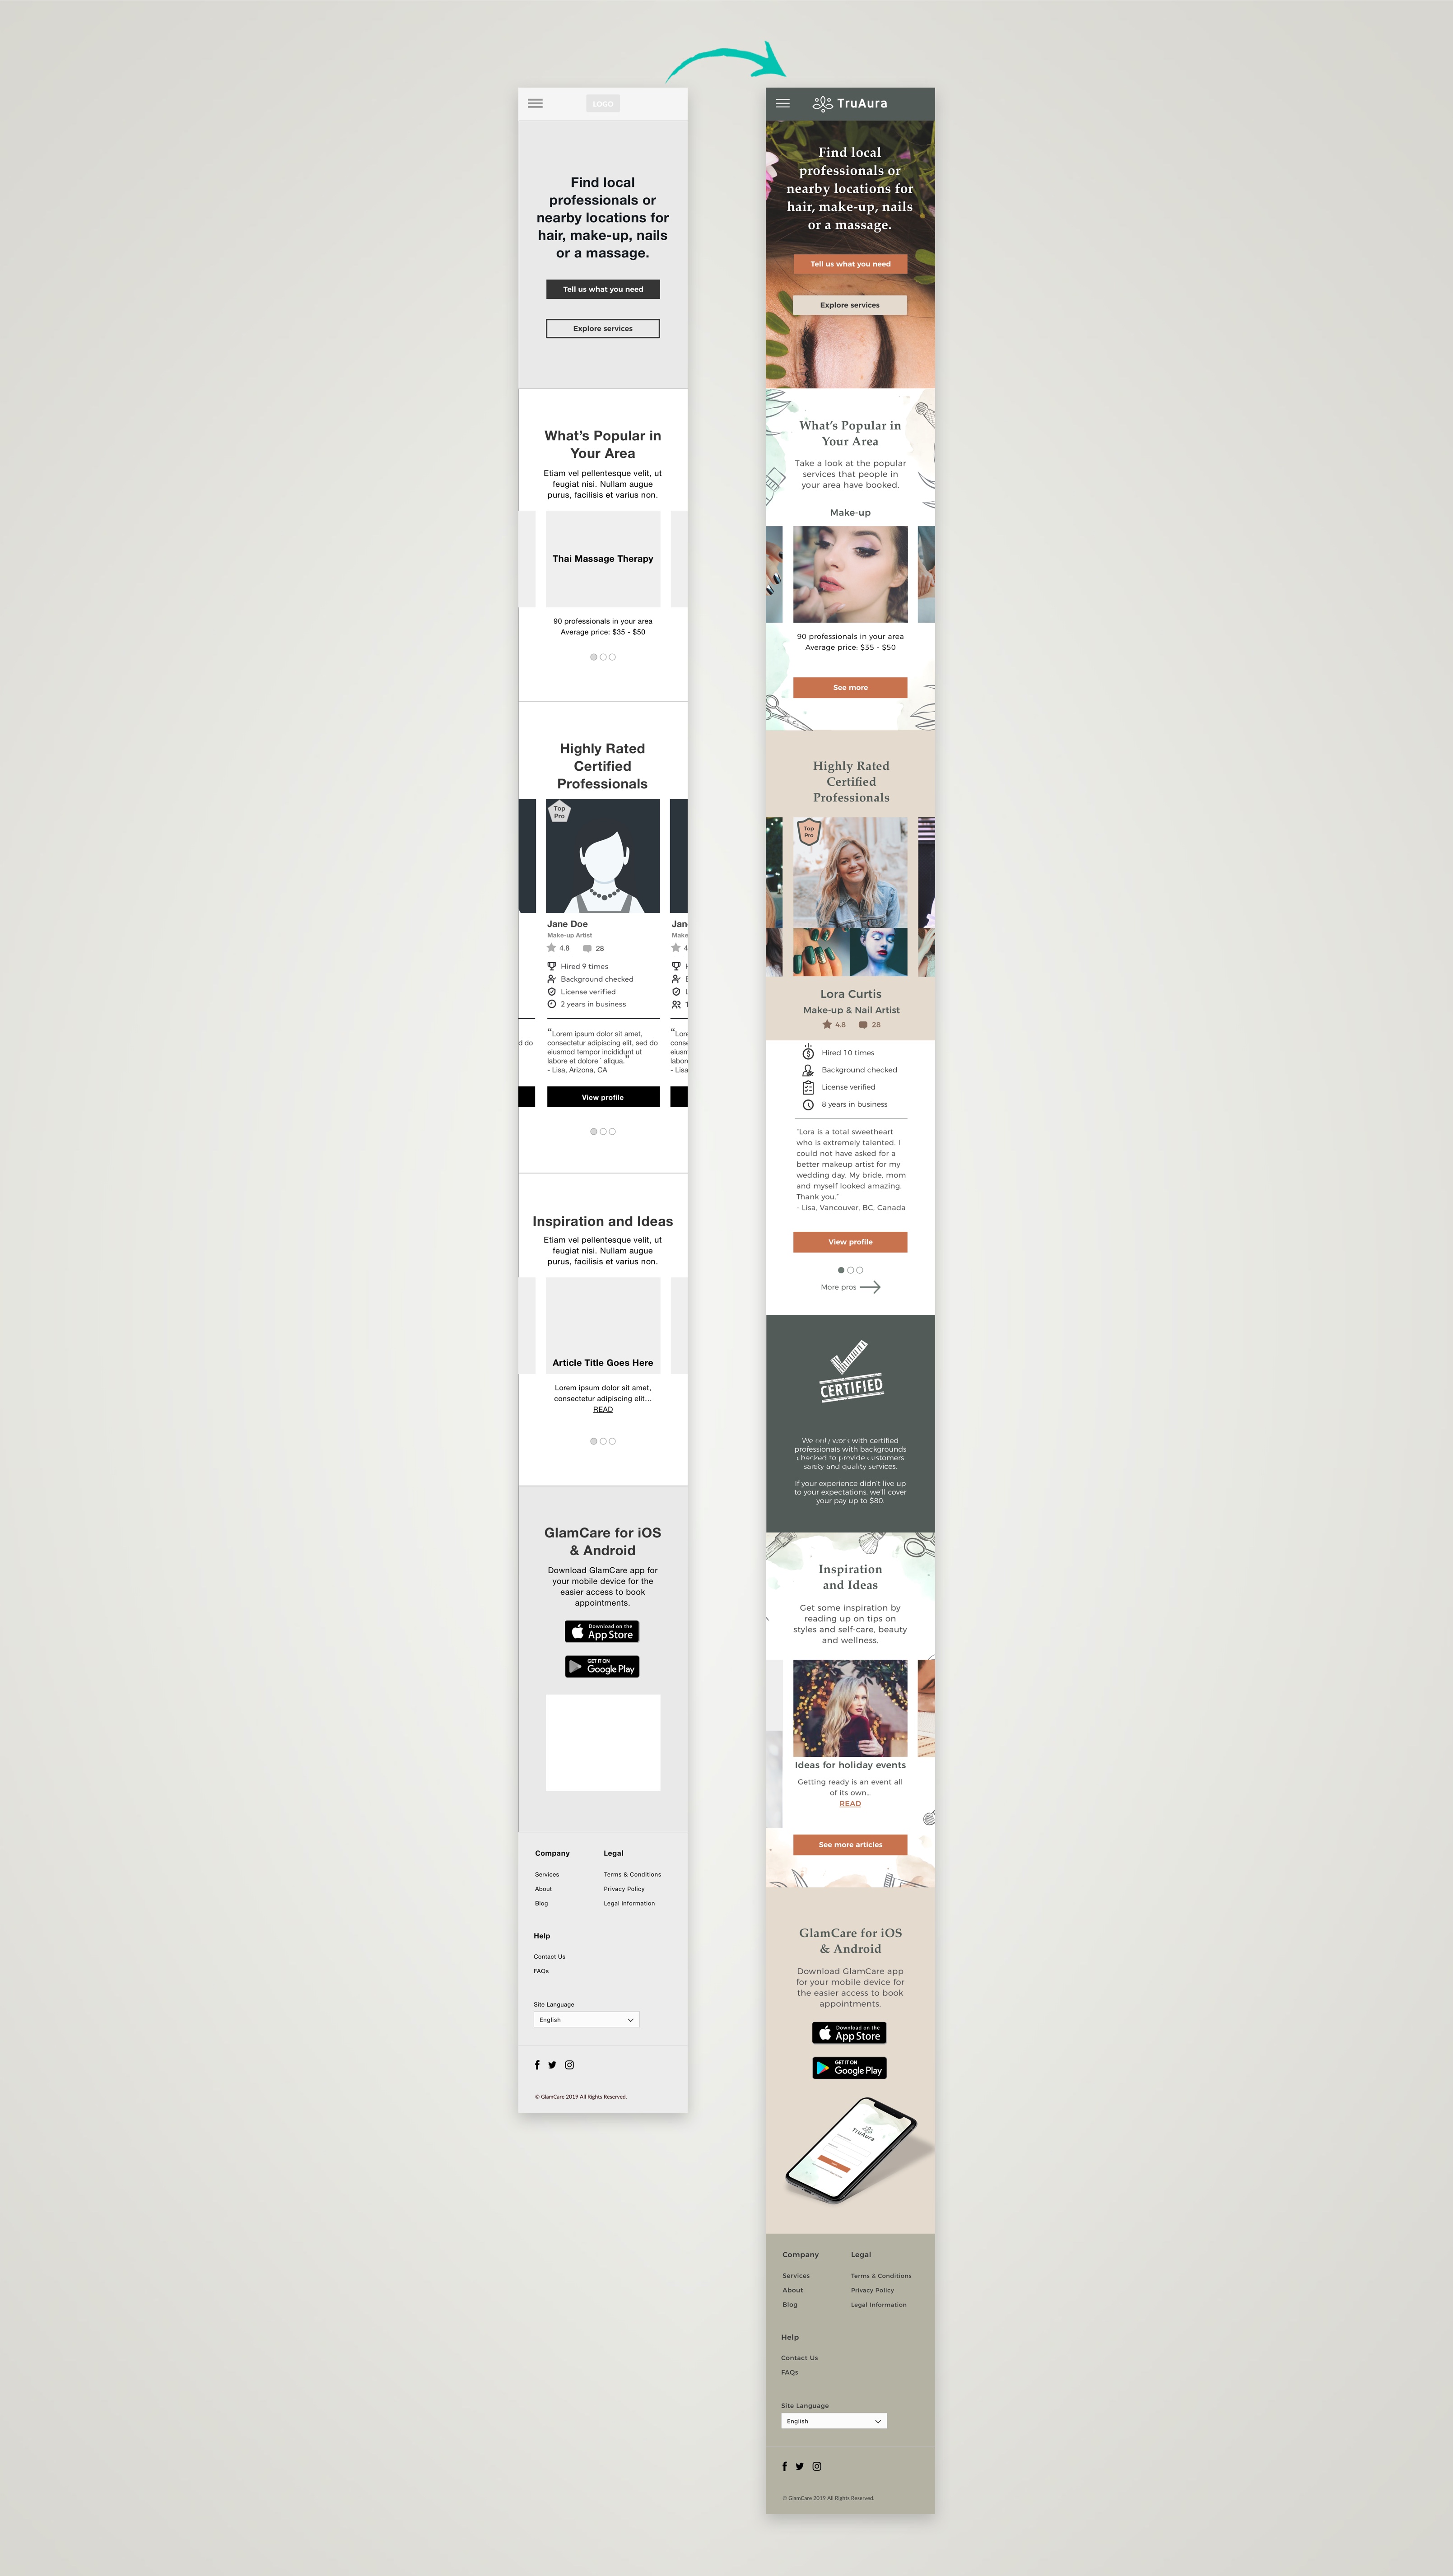 LOGO
Find local
professionals or
nearby locations for
hair, make-up, nails
or a massage.
Tell us what you need
Explore services
What's Popular in
Your Area
Etiam vel pellentesque velit, ut
feugiat nisi. Nullam augue
purus, facilisis et varius non.
Thai Massage Therapy
90 professionals in your area
Average price: $35 - $50
Highly Rated
Certified
Professionals
Top
Pro
Jane Doe
Make-up Artist
4.8 28
Hired 9 times
Background checked
License verified
2 years in business
"Lorem ipsum dolor sit amet,
consectetur adipiscing elit, sed do
eiusmod tempor incididunt ut
labore et dolore ` aliqua."
- Lisa, Arizona, CA
View profile
d do
Jan
Make
4
"Lore
conse
eiusm
labor
- Lisa
Inspiration and Ideas
Etiam vel pellentesque velit, ut
feugiat nisi. Nullam augue
purus, facilisis et varius non.
Article Title Goes Here
Lorem ipsum dolor sit amet,
consectetur adipiscing elit...
READ
GlamCare for iOS
& Android
Download GlamCare app for
your mobile device for the
easier access to book
appointments.
Download on the
App Store
GET IT ON
Google Play
Company Legal
Services Terms & Conditions
About Privacy Policy
Blog Legal Information
Help
Contact Us
FAQs
Site Language
English
© GlamCare 2019 All Rights Reserved.
TruAura
Find local
professionals or
nearby locations for
hair, make-up, nails
or a massage.
Tell us what you need
Explore services
What's Popular in
Your Area
Take a look at the popular
services that people in
your area have booked.
Make-up
90 professionals in your area
Average price: $35 - $50
See more
Highly Rated
Certified
Professionals
Top
Pro
Lora Curtis
Make-up & Nail Artist
4.8 28
Hired 10 times
Background checked
License verified
8 years in business
"Lora is a total sweetheart
who is extremely talented. I
could not have asked for a
better makeup artist for my
wedding day. My bride, mom
and myself looked amazing.
Thank you."
- Lisa, Vancouver, BC, Canada
View profile
More pros
CERTIFIED
We only work with certified
professionals with backgrounds
checked to provide customers
safety and quality services.
If your experience didn't live up
to your expectations, we'll cover
your pay up to $80.
Inspiration
and Ideas
Get some inspiration by
reading up on tips on
styles and self-care, beauty
and wellness.
Ideas for holiday events
Getting ready is an event all
of its own...
READ
See more articles
GlamCare for iOS
& Android
Download GlamCare app
for your mobile device for
the easier access to book
appointments.
Download on the
App Store
GET IT ON
Google Play
TruAura
Company Legal
Services Terms & Conditions
About Privacy Policy
Blog Legal Information
Help
Contact Us
FAQs
Site Language
English
© GlamCare 2019 All Rights Reserved.